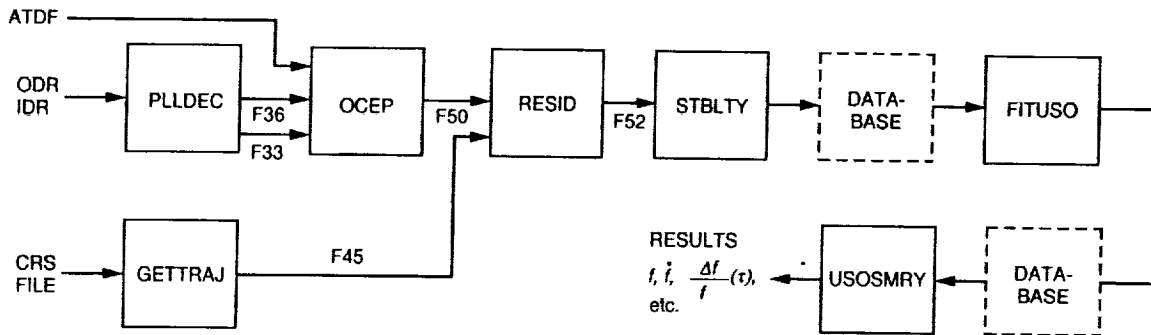 ATDF
ODR
IDR
PLLDEC
F36
F33
OCEP
F50
RESID
F52
STBLTY
DATA-
BASE
FITUSO
CRS
FILE
GETTRAJ
F45
RESULTS
f, ḟ, Δf/f (τ),
etc.
USOSMRY
DATA-
BASE